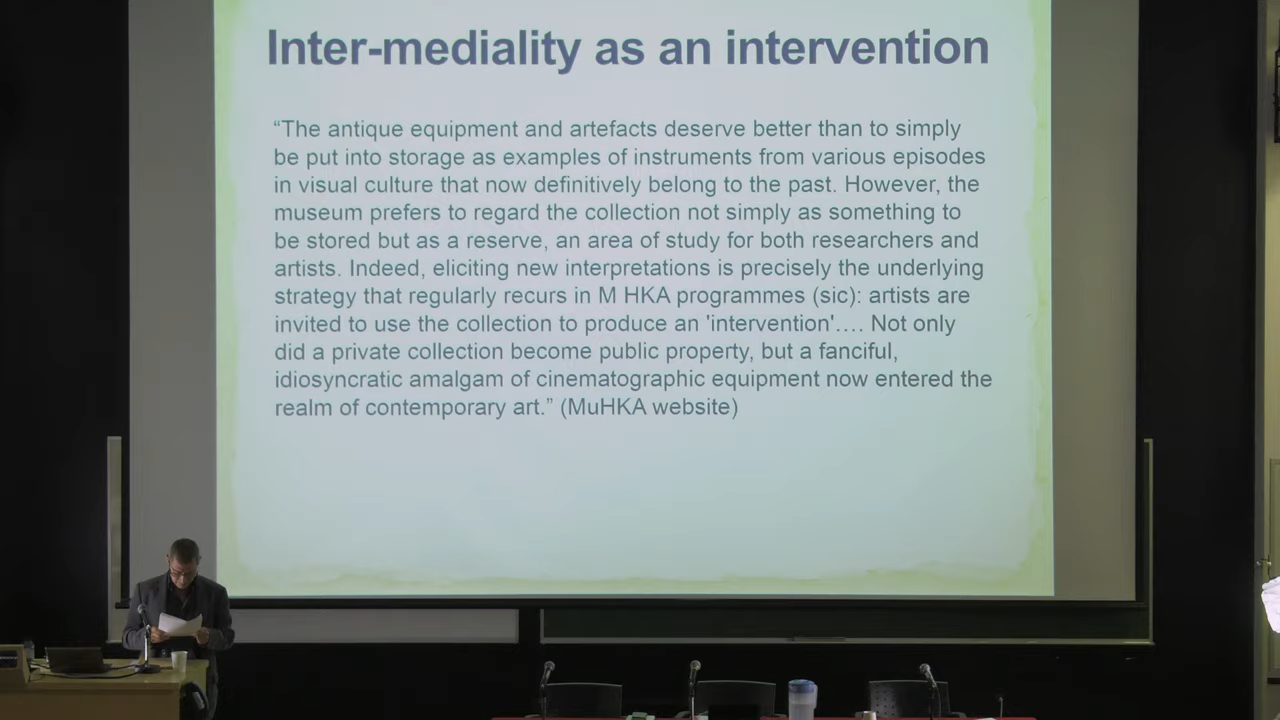 Inter-mediality as an intervention
“The antique equipment and artefacts deserve better than to simply
be put into storage as examples of instruments from various episodes
in visual culture that now definitively belong to the past. However, the
museum prefers to regard the collection not simply as something to
be stored but as a reserve, an area of study for both researchers and
artists. Indeed, eliciting new interpretations is precisely the underlying
strategy that regularly recurs in M HKA programmes (sic): artists are
invited to use the collection to produce an 'intervention'…. Not only
did a private collection become public property, but a fanciful,
idiosyncratic amalgam of cinematographic equipment now entered the
realm of contemporary art.” (MuHKA website)